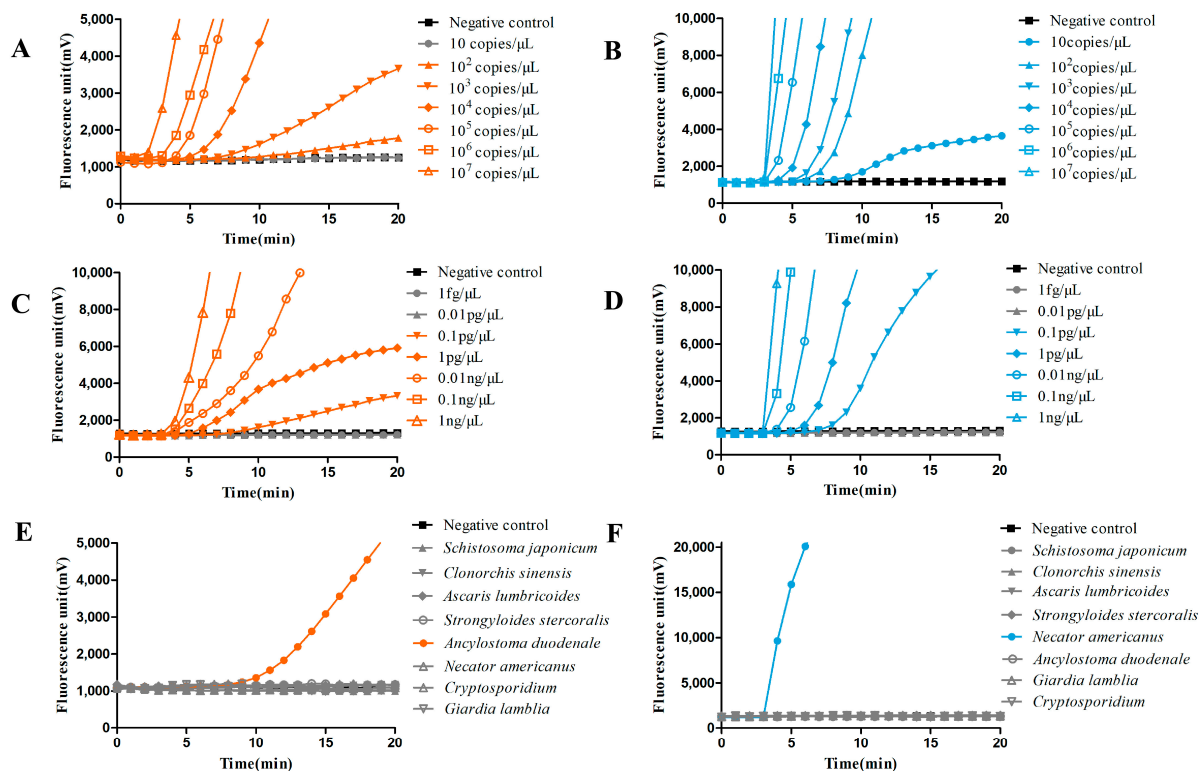 A
Fluorescence unit(mV)
5,000
4,000
3,000
2,000
1,000
0
0 5 10 15 20
Time(min)
Negative control
10 copies/μL
10² copies/μL
10³ copies/μL
10⁴ copies/μL
10⁵ copies/μL
10⁶ copies/μL
10⁷ copies/μL
B
Fluorescence unit(mV)
10,000
8,000
6,000
4,000
2,000
0
0 5 10 15 20
Time(min)
Negative control
10copies/μL
10² copies/μL
10³ copies/μL
10⁴ copies/μL
10⁵ copies/μL
10⁶ copies/μL
10⁷ copies/μL
C
Fluorescence unit(mV)
10,000
8,000
6,000
4,000
2,000
0
0 5 10 15 20
Time(min)
Negative control
1fg/μL
0.01pg/μL
0.1pg/μL
1pg/μL
0.01ng/μL
0.1ng/μL
1ng/μL
D
Fluorescence unit(mV)
10,000
8,000
6,000
4,000
2,000
0
0 5 10 15 20
Time(min)
Negative control
1fg/μL
0.01pg/μL
0.1pg/μL
1pg/μL
0.01ng/μL
0.1ng/μL
1ng/μL
E
Fluorescence unit(mV)
5,000
4,000
3,000
2,000
1,000
0
0 5 10 15 20
Time(min)
Negative control
Schistosoma japonicum
Clonorchis sinensis
Ascaris lumbricoides
Strongyloides stercoralis
Ancylostoma duodenale
Necator americanus
Cryptosporidium
Giardia lamblia
F
Fluorescence unit(mV)
20,000
15,000
10,000
5,000
0
0 5 10 15 20
Time(min)
Negative control
Schistosoma japonicum
Clonorchis sinensis
Ascaris lumbricoides
Strongyloides stercoralis
Necator americanus
Ancylostoma duodenale
Giardia lamblia
Cryptosporidium